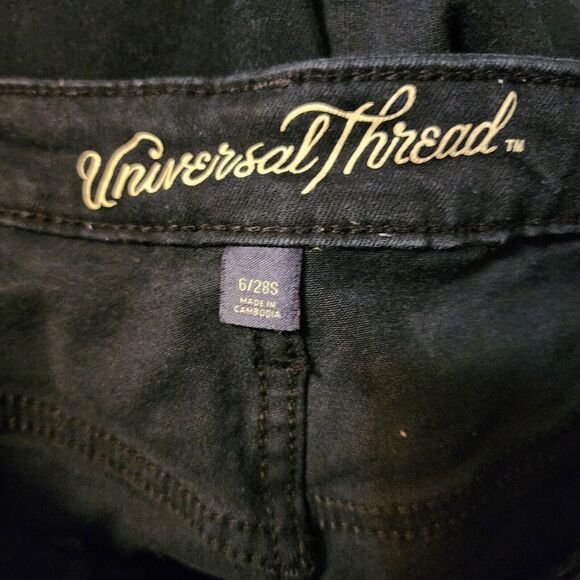 Universal Thread™
6/28S
MADE IN
CAMBODIA